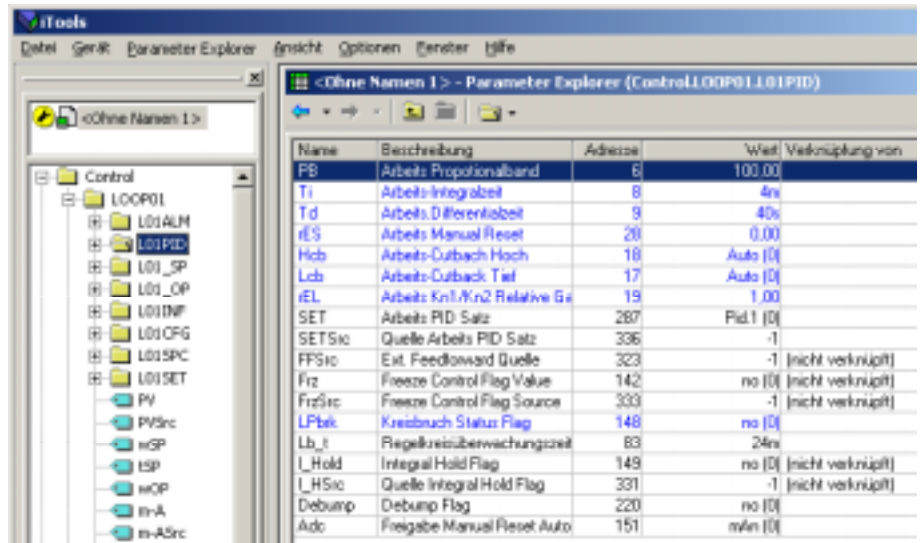 iTools
Datei Gerät Parameter Explorer Ansicht Optionen Fenster Hilfe
<Ohne Namen 1> - Parameter Explorer (Control.LOOP01.L01PID)
<Ohne Namen 1>
Name Beschreibung Adresse Wert Verknüpfung von
PB Arbeits Propotionalband 6 100,00
Ti Arbeits-Integralzeit 8 4m
Td Arbeits.Differentialzeit 9 40s
rES Arbeits Manual Reset 28 0,00
Hcb Arbeits-Cutbach Hoch 18 Auto (0)
Lcb Arbeits-Cutback Tief 17 Auto (0)
rEL Arbeits Kn1/Kn2 Relative Ga 19 1,00
SET Arbeits PID Satz 287 Pid.1 (0)
SETSrc Quelle Arbeits PID Satz 336 -1
FFSrc Ext. Feedforward Quelle 323 -1 (nicht verknüpft)
Frz Freeze Control Flag Value 142 no (0) (nicht verknüpft)
FrzSrc Freeze Control Flag Source 333 -1 (nicht verknüpft)
LPbrk Kreisbruch Status Flag 148 no (0)
Lb_t Regelkreisüberwachungszeit 83 24m
I_Hold Integral Hold Flag 149 no (0) (nicht verknüpft)
I_HSrc Quelle Integral Hold Flag 331 -1 (nicht verknüpft)
Debump Debump Flag 220 no (0)
Adc Freigabe Manual Reset Auto 151 mAn (0)
Control
LOOP01
L01ALM
L01PID
L01_SP
L01_OP
L01INF
L01CFG
L01SPC
L01SET
PV
PVSrc
wSP
tSP
wOP
m-A
m-ASrc